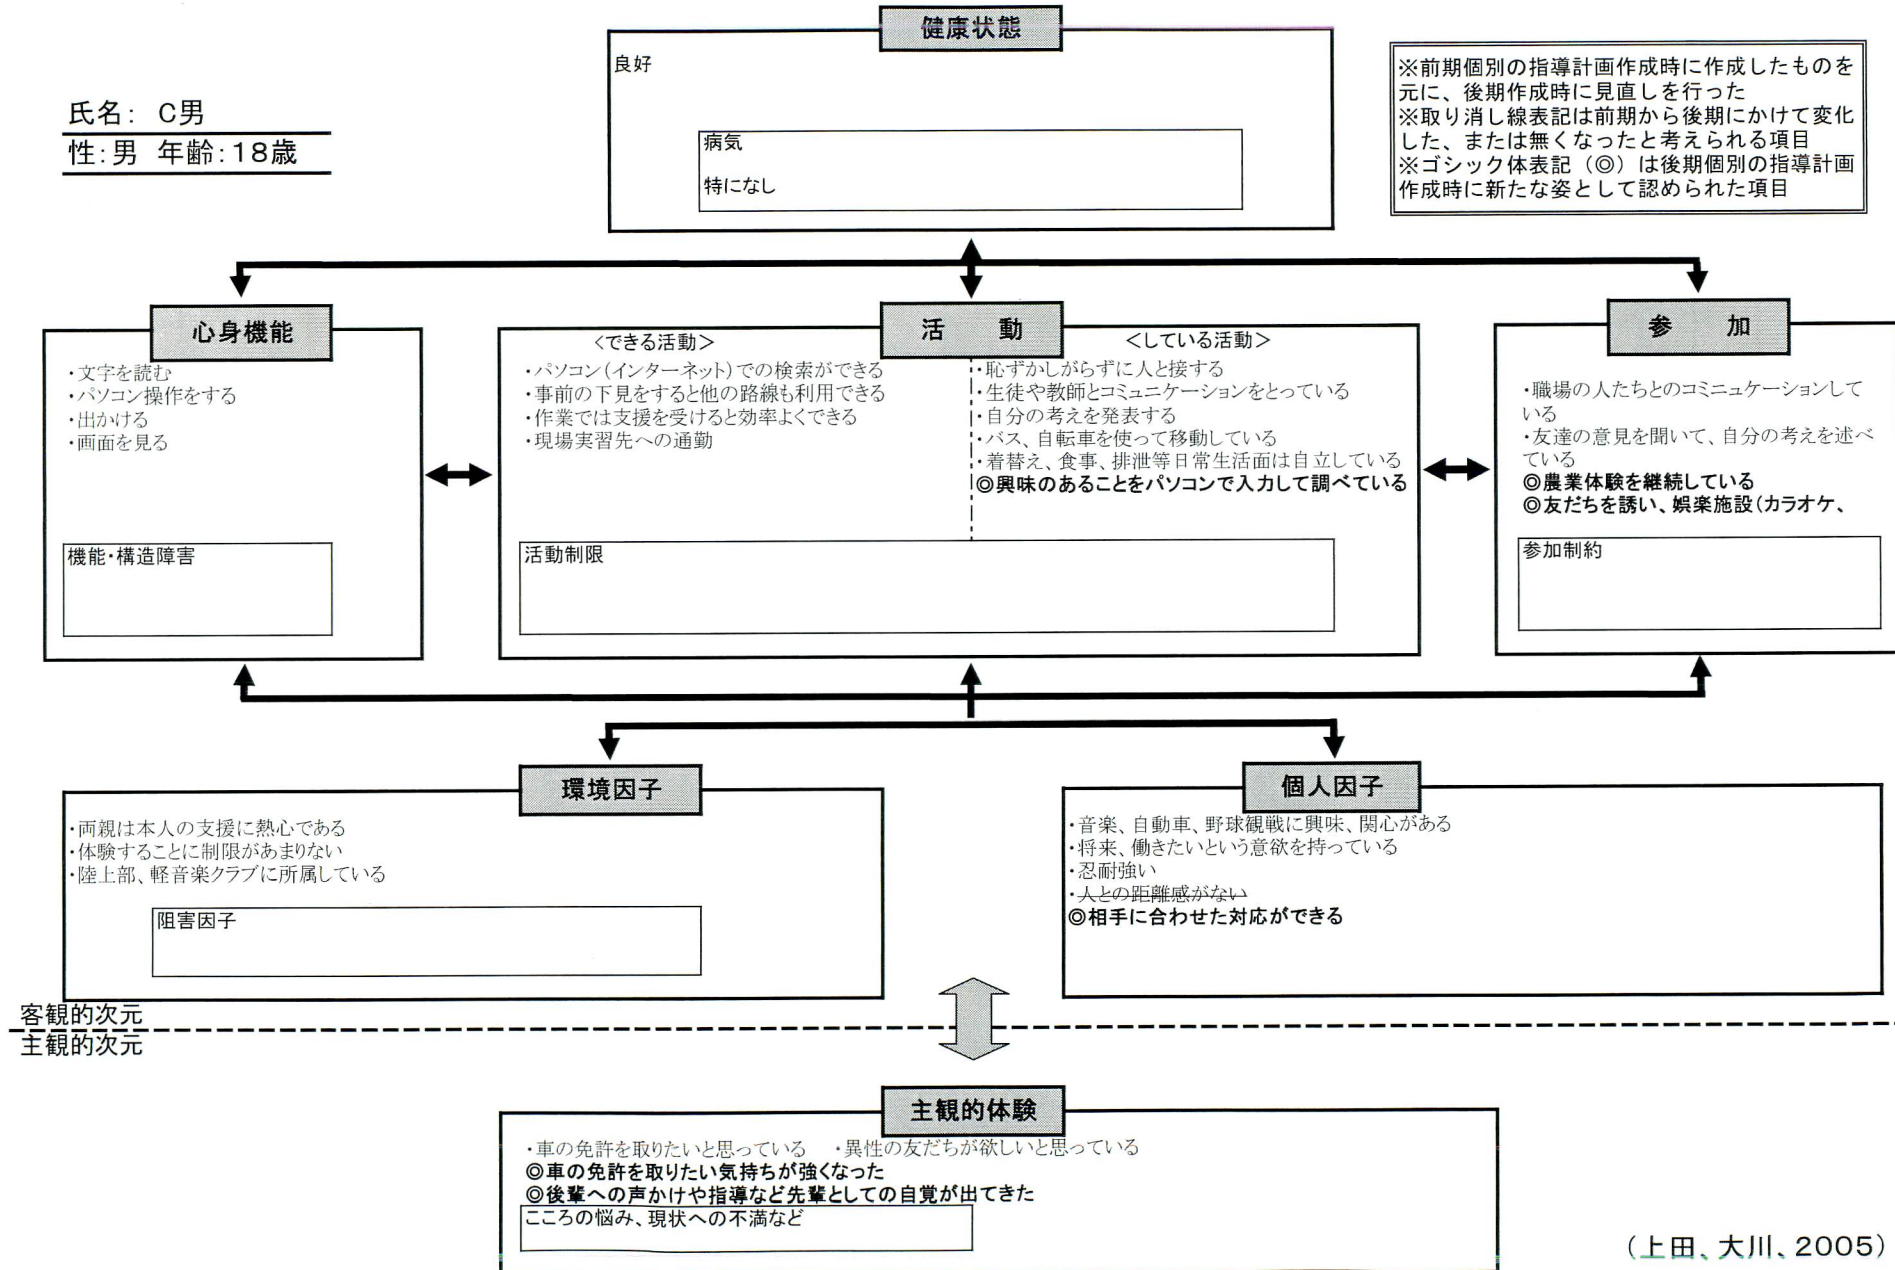 健康状態
良好
病気
特になし
氏名: C男
性:男 年齢:18歳
※前期個別の指導計画作成時に作成したものを
元に、後期作成時に見直しを行った
※取り消し線表記は前期から後期にかけて変化
した、または無くなったと考えられる項目
※ゴシック体表記(◎)は後期個別の指導計画
作成時に新たな姿として認められた項目
心身機能
・文字を読む
・パソコン操作をする
・出かける
・画面を見る
機能・構造障害
活 動
<できる活動>
・パソコン(インターネット)での検索ができる
・事前の下見をすると他の路線も利用できる
・作業では支援を受けると効率よくできる
・現場実習先への通勤
<している活動>
・恥ずかしがらずに人と接する
・生徒や教師とコミュニケーションをとっている
・自分の考えを発表する
・バス、自転車を使って移動している
・着替え、食事、排泄等日常生活面は自立している
◎興味のあることをパソコンで入力して調べている
活動制限
参 加
・職場の人たちとのコミニュケーションして
いる
・友達の意見を聞いて、自分の考えを述べ
ている
◎農業体験を継続している
◎友だちを誘い、娯楽施設(カラオケ、
参加制約
環境因子
・両親は本人の支援に熱心である
・体験することに制限があまりない
・陸上部、軽音楽クラブに所属している
阻害因子
個人因子
・音楽、自動車、野球観戦に興味、関心がある
・将来、働きたいという意欲を持っている
・忍耐強い
・人との距離感がない
◎相手に合わせた対応ができる
客観的次元
主観的次元
主観的体験
・車の免許を取りたいと思っている ・異性の友だちが欲しいと思っている
◎車の免許を取りたい気持ちが強くなった
◎後輩への声かけや指導など先輩としての自覚が出てきた
こころの悩み、現状への不満など
(上田、大川、2005)